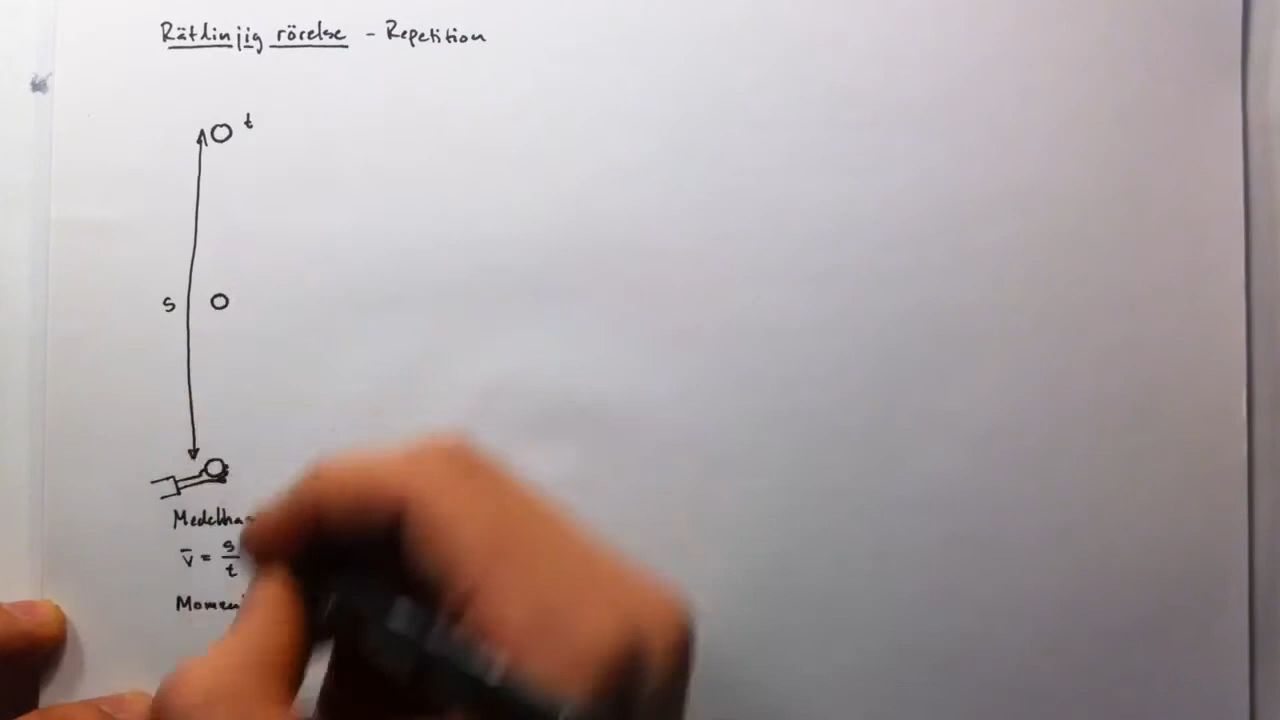 Rätlinjig rörelse - Repetition
t
s
v̄ = s/t